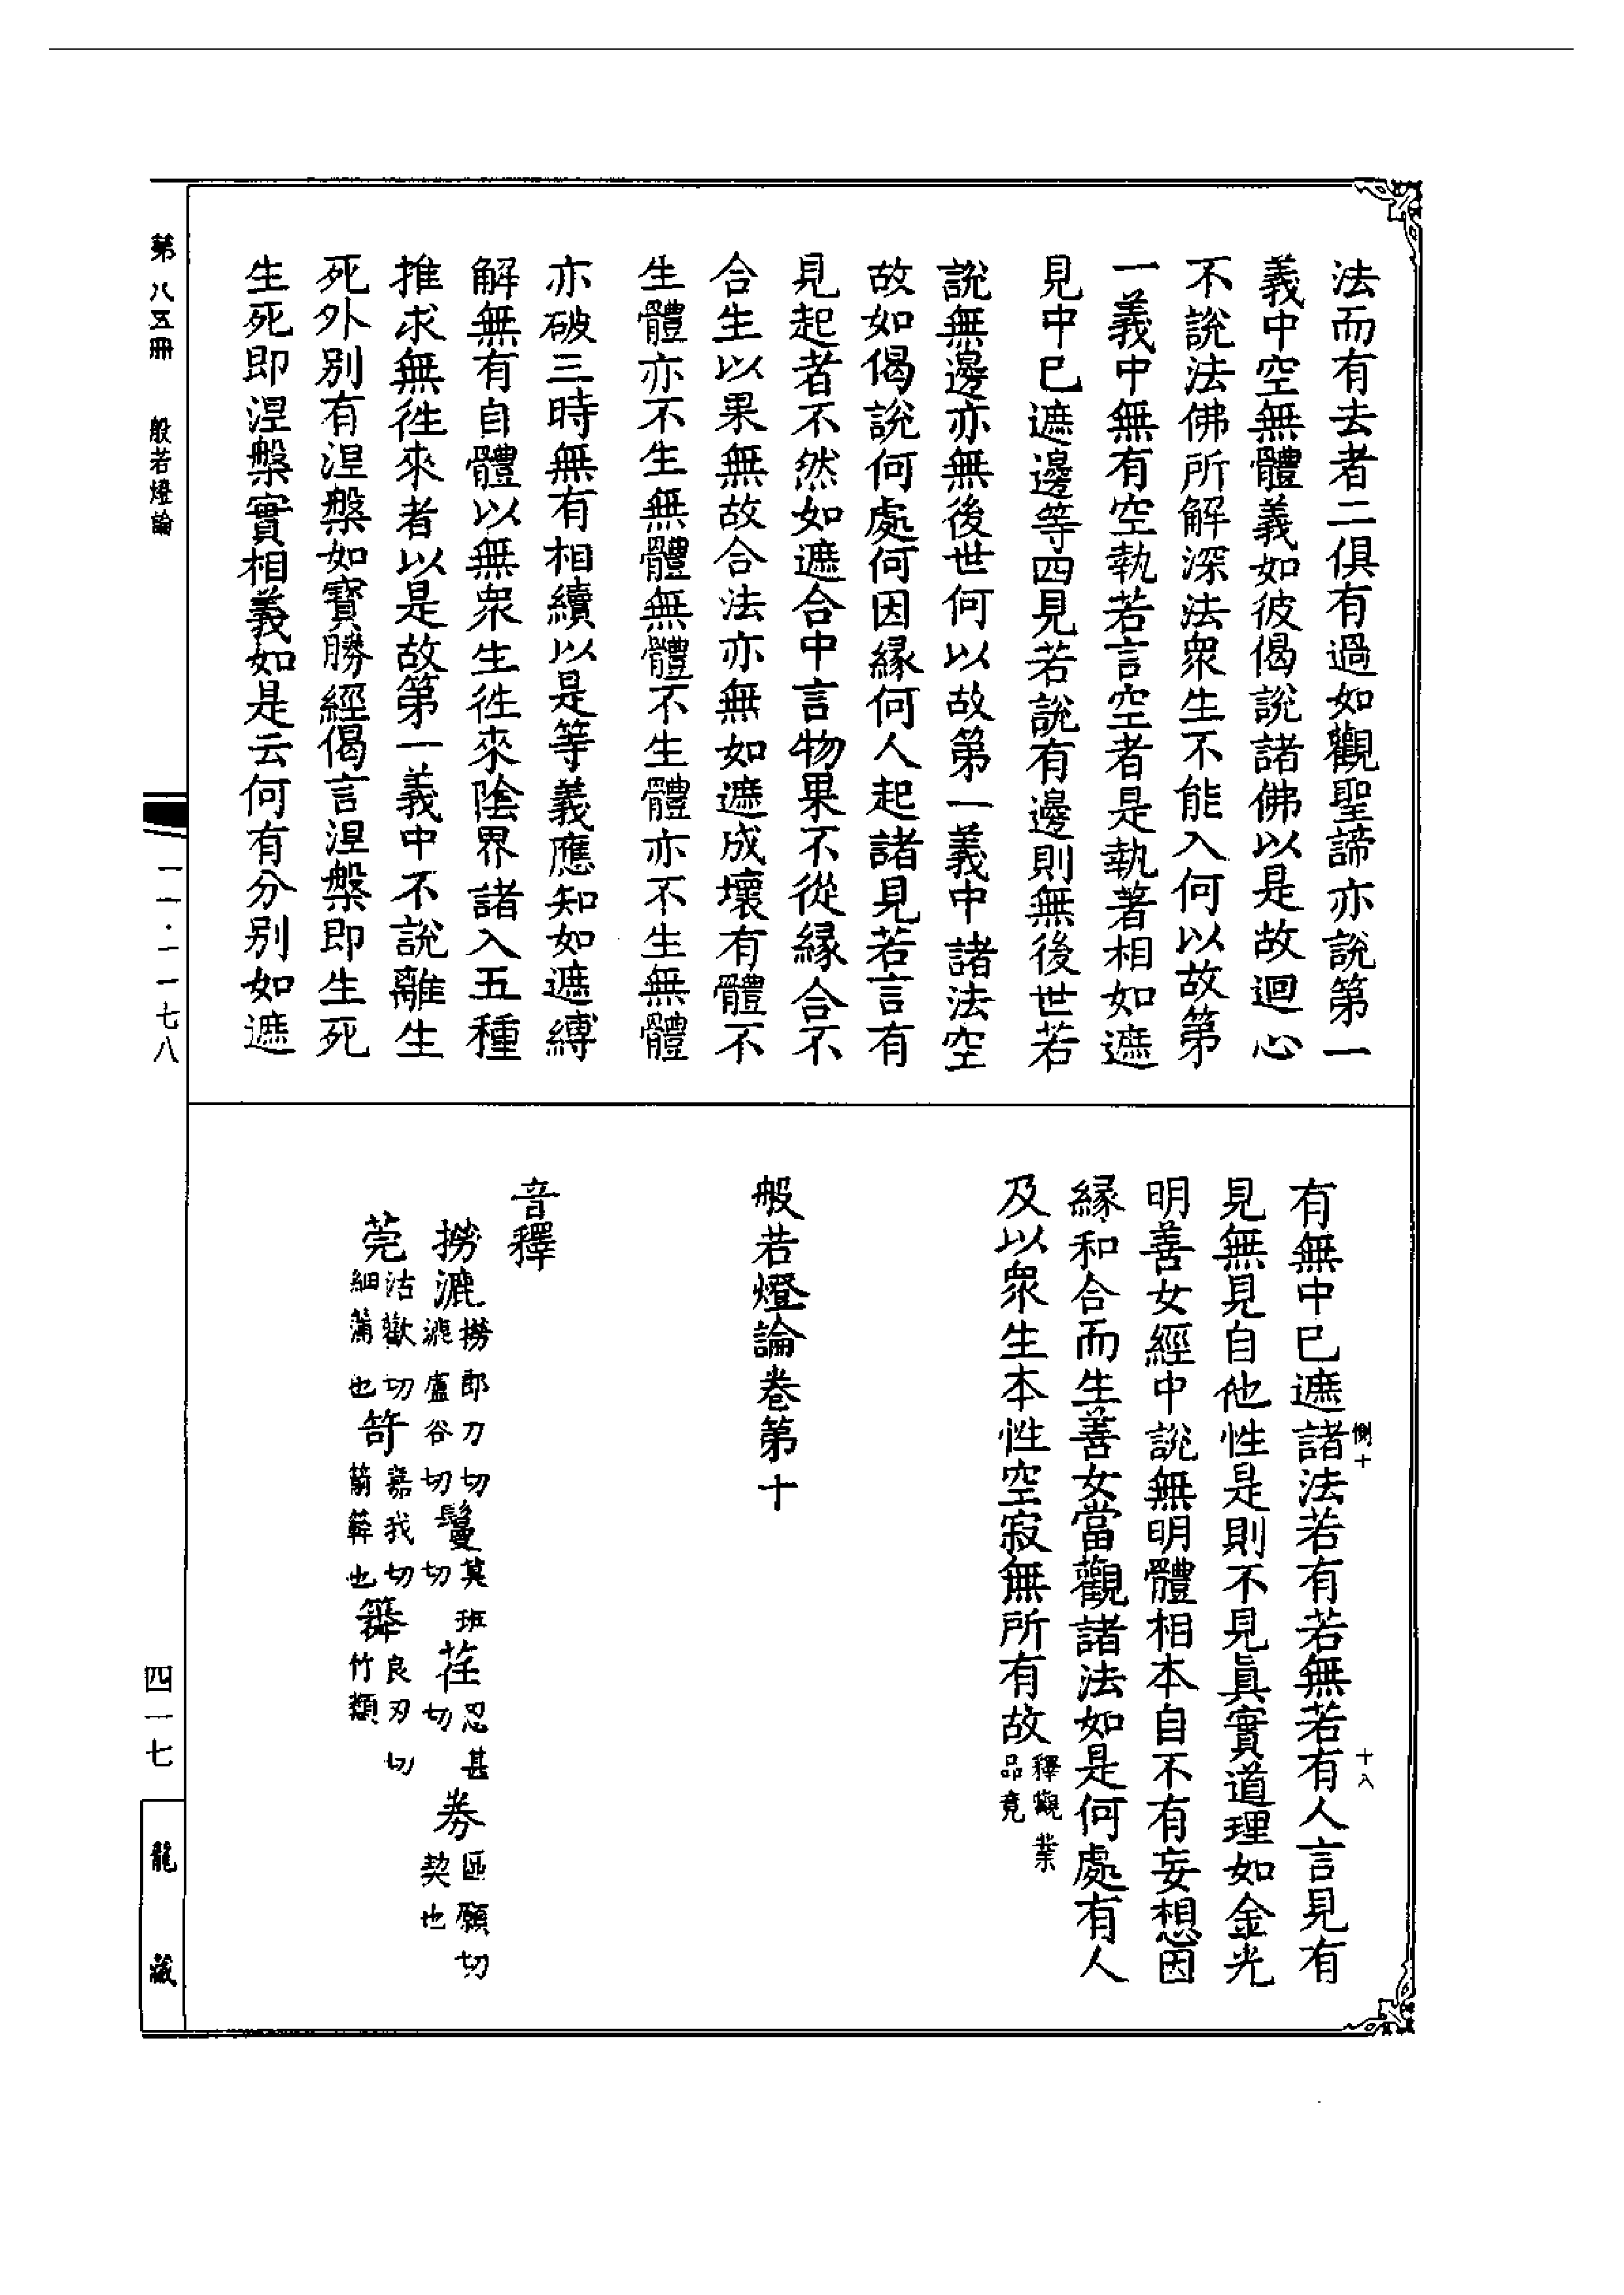 法而有去者二俱有過如觀聖諦亦說第一
義中空無體義如彼偈說諸佛以是故迴心
不說法佛所解深法衆生不能入何以故第
一義中無有空執若言空者是執著相如遮
見中已遮邊等四見若說有邊則無後世若
說無邊亦無後世何以故第一義中諸法空
故如偈說何處何因緣何人起諸見若言有
見起者不然如遮合中言物果不從緣合不
合生以果無故合法亦無如遮成壞有體不
生體亦不生無體無體不生體亦不生無體
亦破三時無有相續以是等義應知如遮縛
解無有自體以無衆生徃來陰界諸入五種
推求無徃來者以是故第一義中不說離生
死外別有涅槃如寶勝經偈言涅槃即生死
生死即涅槃實相義如是云何有分別如遮
有無中已遮諸法若有若無若有人言見有
見無見自他性是則不見眞實道理如金光
明善女經中說無明體相本自不有妄想因
緣和合而生善女當觀諸法如是何處有人
及以衆生本性空寂無所有故釋觀業品竟
般若燈論卷第十
音釋
撈漉撈郎刀切漉盧谷切鬘莫班切荏忍甚切券區願切契也
莞沽歡切細蒲也笴嘉我切箭簳也䉮良刃切竹類
側十
十八
第八五冊 般若燈論
一一·一一七八
四一七
龍藏